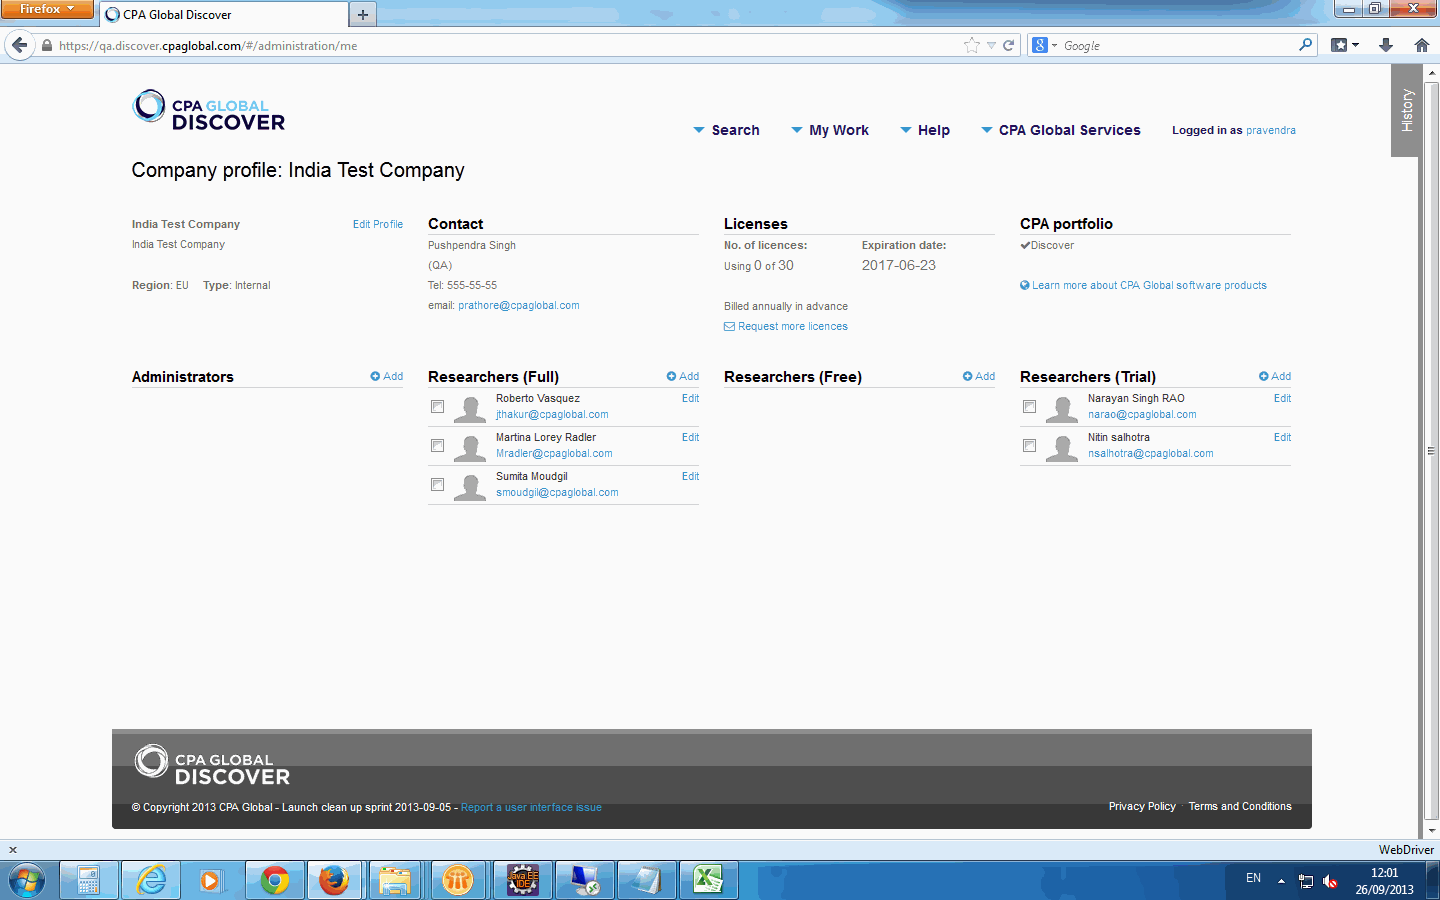 Firefox
CPA Global Discover
https://qa.discover.cpaglobal.com/#/administration/me
Google
History
CPA GLOBAL
DISCOVER
Search
My Work
Help
CPA Global Services
Logged in as pravendra
Company profile: India Test Company
India Test Company
Edit Profile
India Test Company
Region: EU Type: Internal
Contact
Pushpendra Singh
(QA)
Tel: 555-55-55
email: prathore@cpaglobal.com
Licenses
No. of licences: Expiration date:
Using 0 of 30 2017-06-23
Billed annually in advance
Request more licences
CPA portfolio
Discover
Learn more about CPA Global software products
Administrators
Add
Researchers (Full)
Add
Roberto Vasquez
Edit
jthakur@cpaglobal.com
Martina Lorey Radler
Edit
Mradler@cpaglobal.com
Sumita Moudgil
Edit
smoudgil@cpaglobal.com
Researchers (Free)
Add
Researchers (Trial)
Add
Narayan Singh RAO
Edit
narao@cpaglobal.com
Nitin salhotra
Edit
nsalhotra@cpaglobal.com
CPA GLOBAL
DISCOVER
© Copyright 2013 CPA Global - Launch clean up sprint 2013-09-05 - Report a user interface issue
Privacy Policy · Terms and Conditions
WebDriver
Java EE
IDE
EN
12:01
26/09/2013